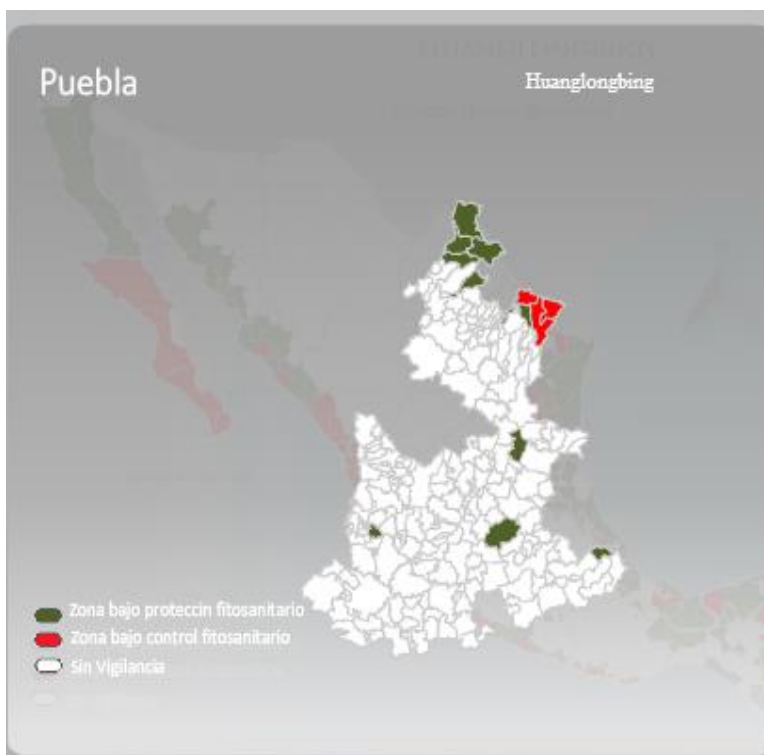 Puebla
Huanglongbing
Zona bajo proteccin fitosanitario
Zona bajo control fitosanitario
Sin Vigilancia